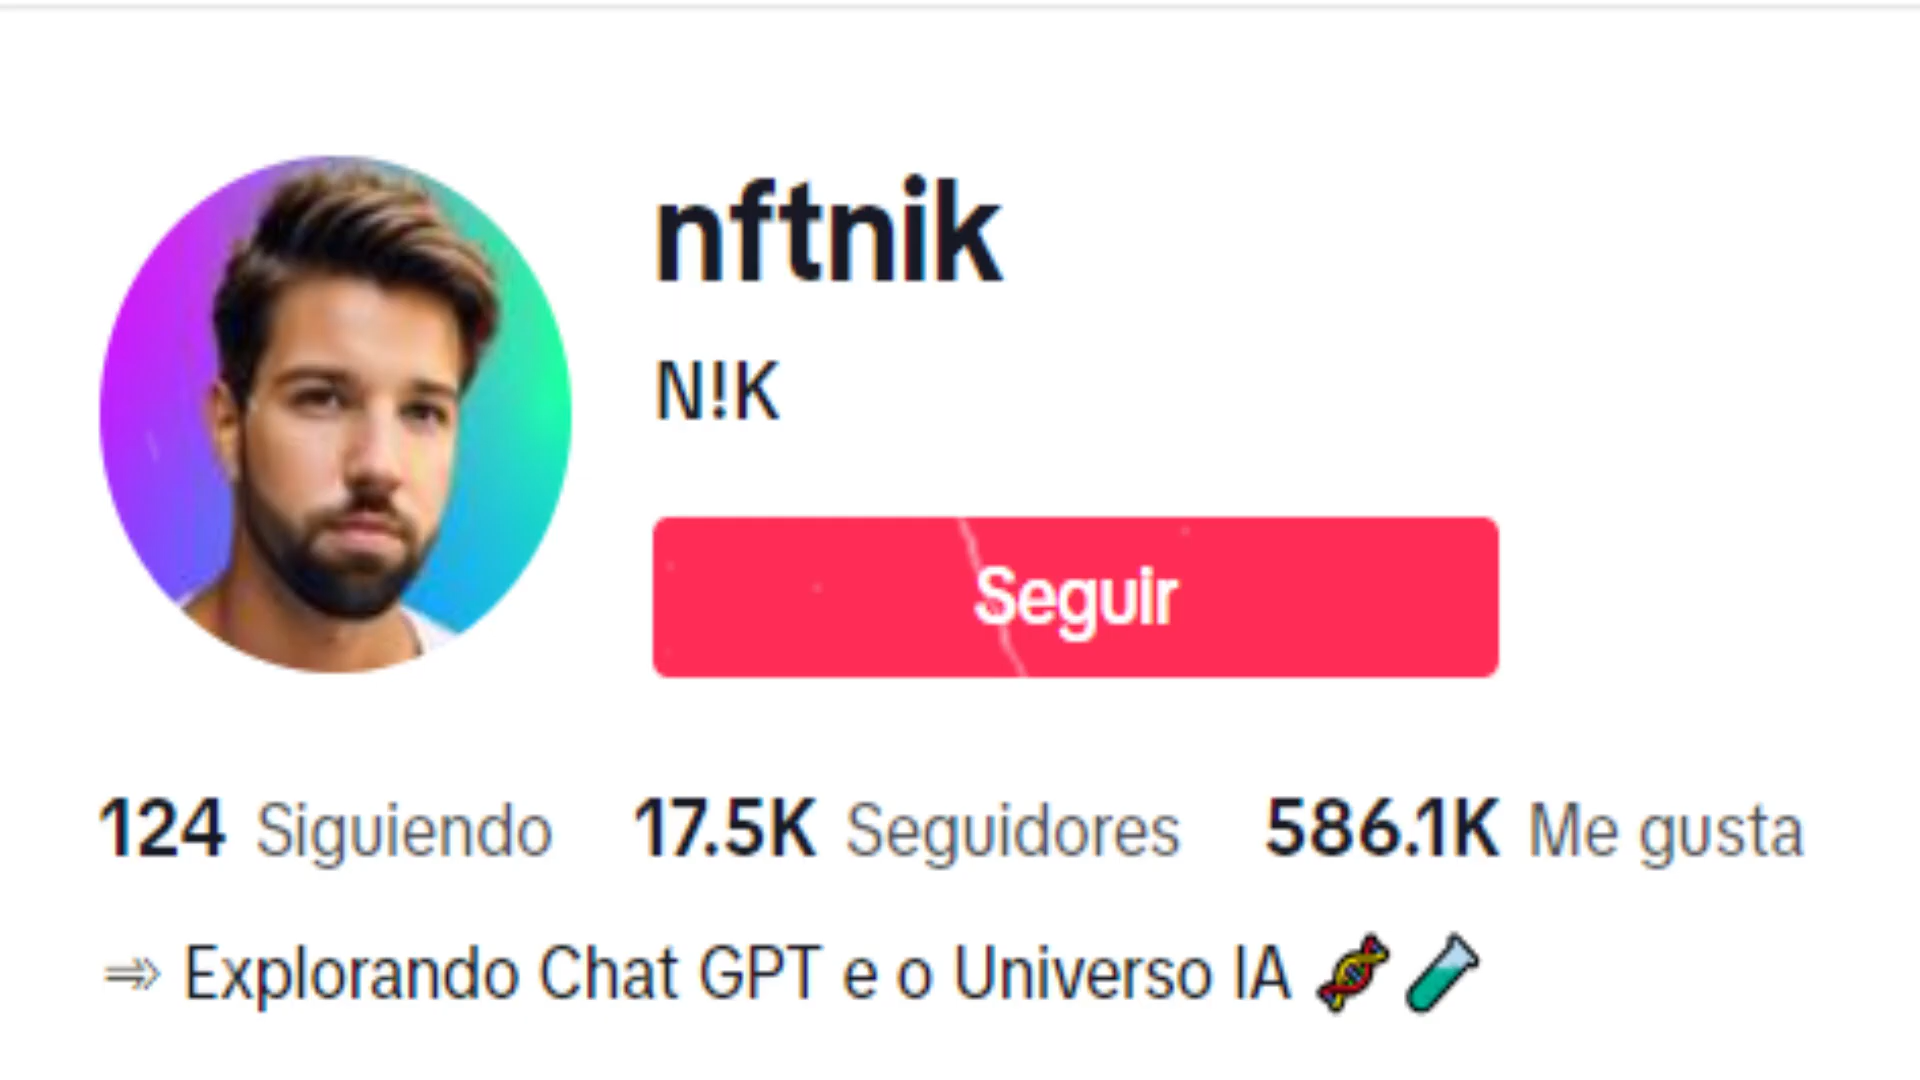 nftnik
N!K
Seguir
124 Siguiendo 17.5K Seguidores 586.1K Me gusta
⇒ Explorando Chat GPT e o Universo IA 🧬🧪